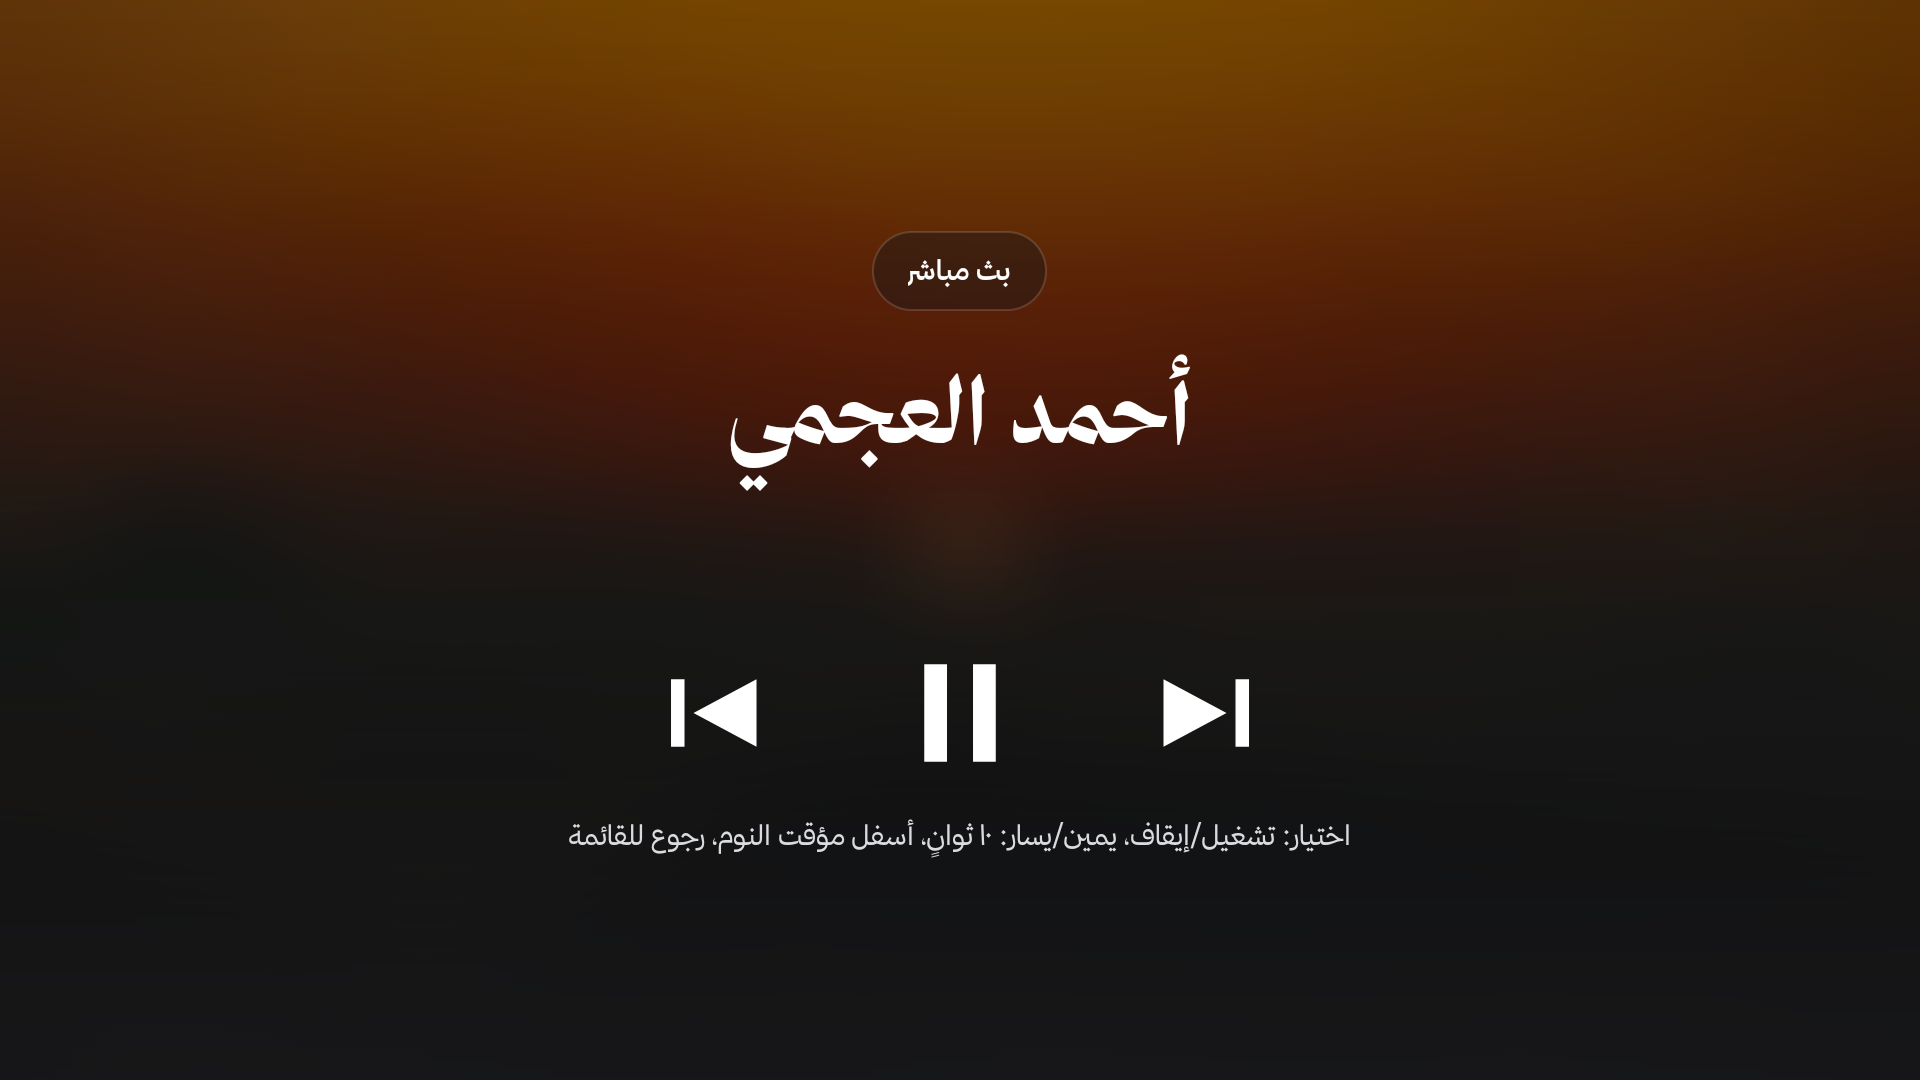 بث مباشر
أحمد العجمي
اختيار: تشغيل/إيقاف، يمين/يسار: ١٠ ثوانٍ، أسفل مؤقت النوم، رجوع للقائمة